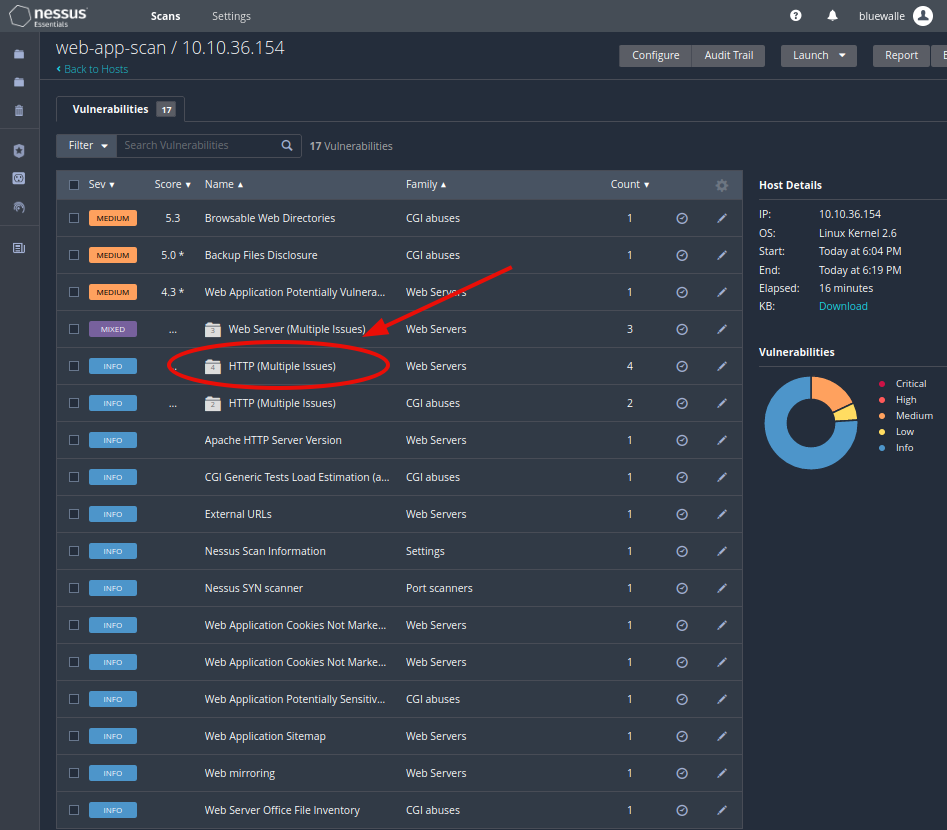 nessus Essentials Scans Settings bluewalle
web-app-scan / 10.10.36.154
Back to Hosts
Configure Audit Trail Launch Report
Vulnerabilities 17
Filter Search Vulnerabilities 17 Vulnerabilities
Sev Score Name Family Count
MEDIUM 5.3 Browsable Web Directories CGI abuses 1
MEDIUM 5.0 * Backup Files Disclosure CGI abuses 1
MEDIUM 4.3 * Web Application Potentially Vulnera... Web Servers 1
MIXED ... 3 Web Server (Multiple Issues) Web Servers 3
INFO ... 4 HTTP (Multiple Issues) Web Servers 4
INFO ... 2 HTTP (Multiple Issues) CGI abuses 2
INFO Apache HTTP Server Version Web Servers 1
INFO CGI Generic Tests Load Estimation (a... CGI abuses 1
INFO External URLs Web Servers 1
INFO Nessus Scan Information Settings 1
INFO Nessus SYN scanner Port scanners 1
INFO Web Application Cookies Not Marke... Web Servers 1
INFO Web Application Cookies Not Marke... Web Servers 1
INFO Web Application Potentially Sensitiv... CGI abuses 1
INFO Web Application Sitemap Web Servers 1
INFO Web mirroring Web Servers 1
INFO Web Server Office File Inventory CGI abuses 1
Host Details
IP: 10.10.36.154
OS: Linux Kernel 2.6
Start: Today at 6:04 PM
End: Today at 6:19 PM
Elapsed: 16 minutes
KB: Download
Vulnerabilities
Critical
High
Medium
Low
Info